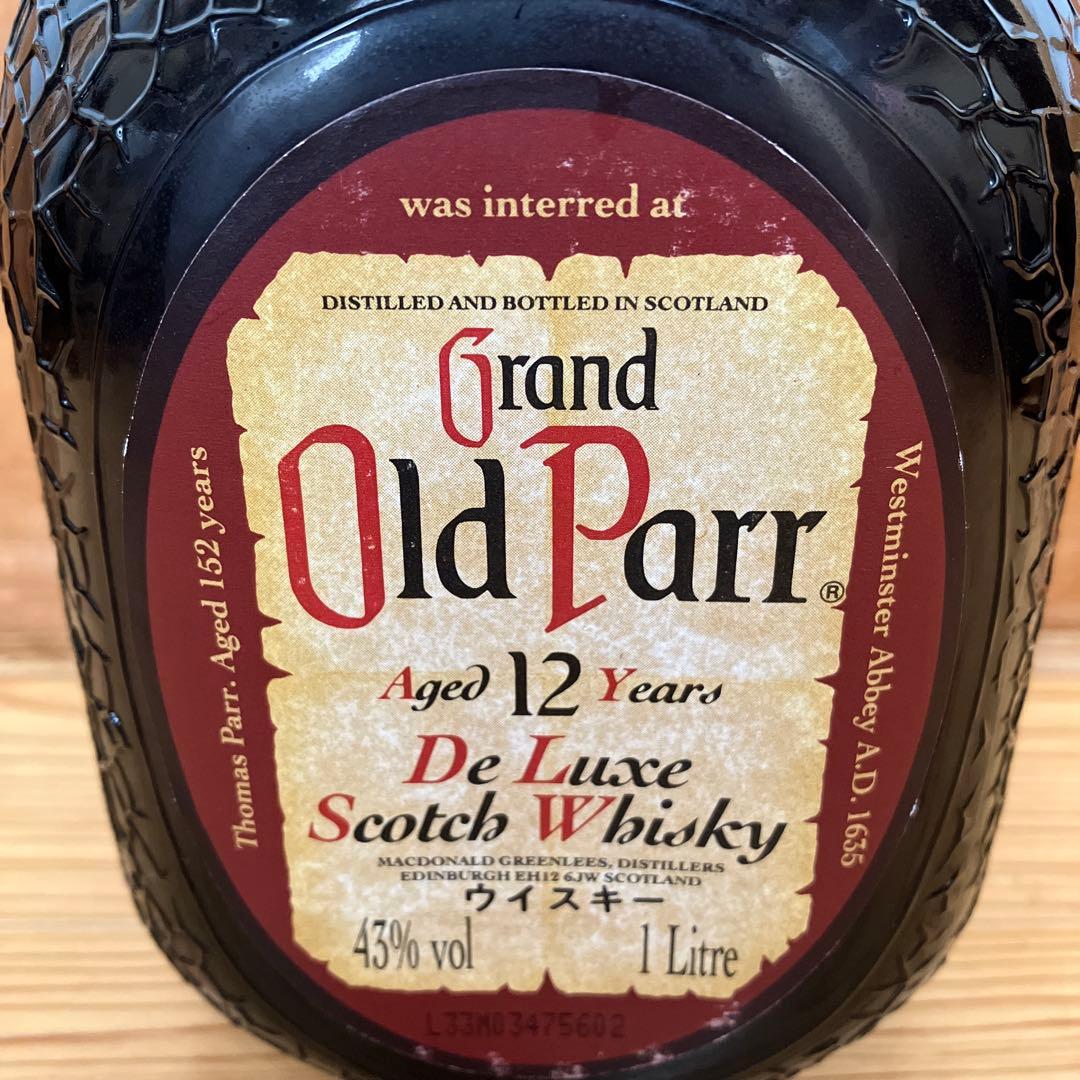 was interred at
DISTILLED AND BOTTLED IN SCOTLAND
Grand
Old Parr®
Aged 12 Years
De Luxe
Scotch Whisky
MACDONALD GREENLEES, DISTILLERS
EDINBURGH EH12 6JW SCOTLAND
ウイスキー
43% vol 1 Litre
Thomas Parr. Aged 152 years
Westminster Abbey A.D. 1635
L33M03475602